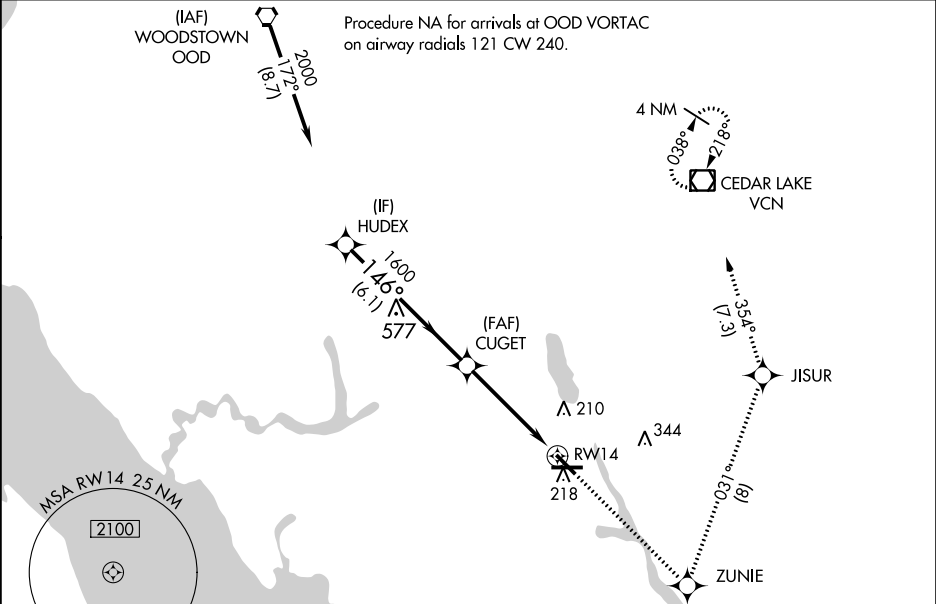 (IAF)
WOODSTOWN
OOD
Procedure NA for arrivals at OOD VORTAC
on airway radials 121 CW 240.
2000
172°
(8.7)
4 NM
038°
218°
CEDAR LAKE
VCN
(IF)
HUDEX
1600
146°
(6.1)
577
(FAF)
CUGET
354°
(7.3)
JISUR
210
344
RW14
218
031°
(8)
MSA RW14 25 NM
2100
ZUNIE